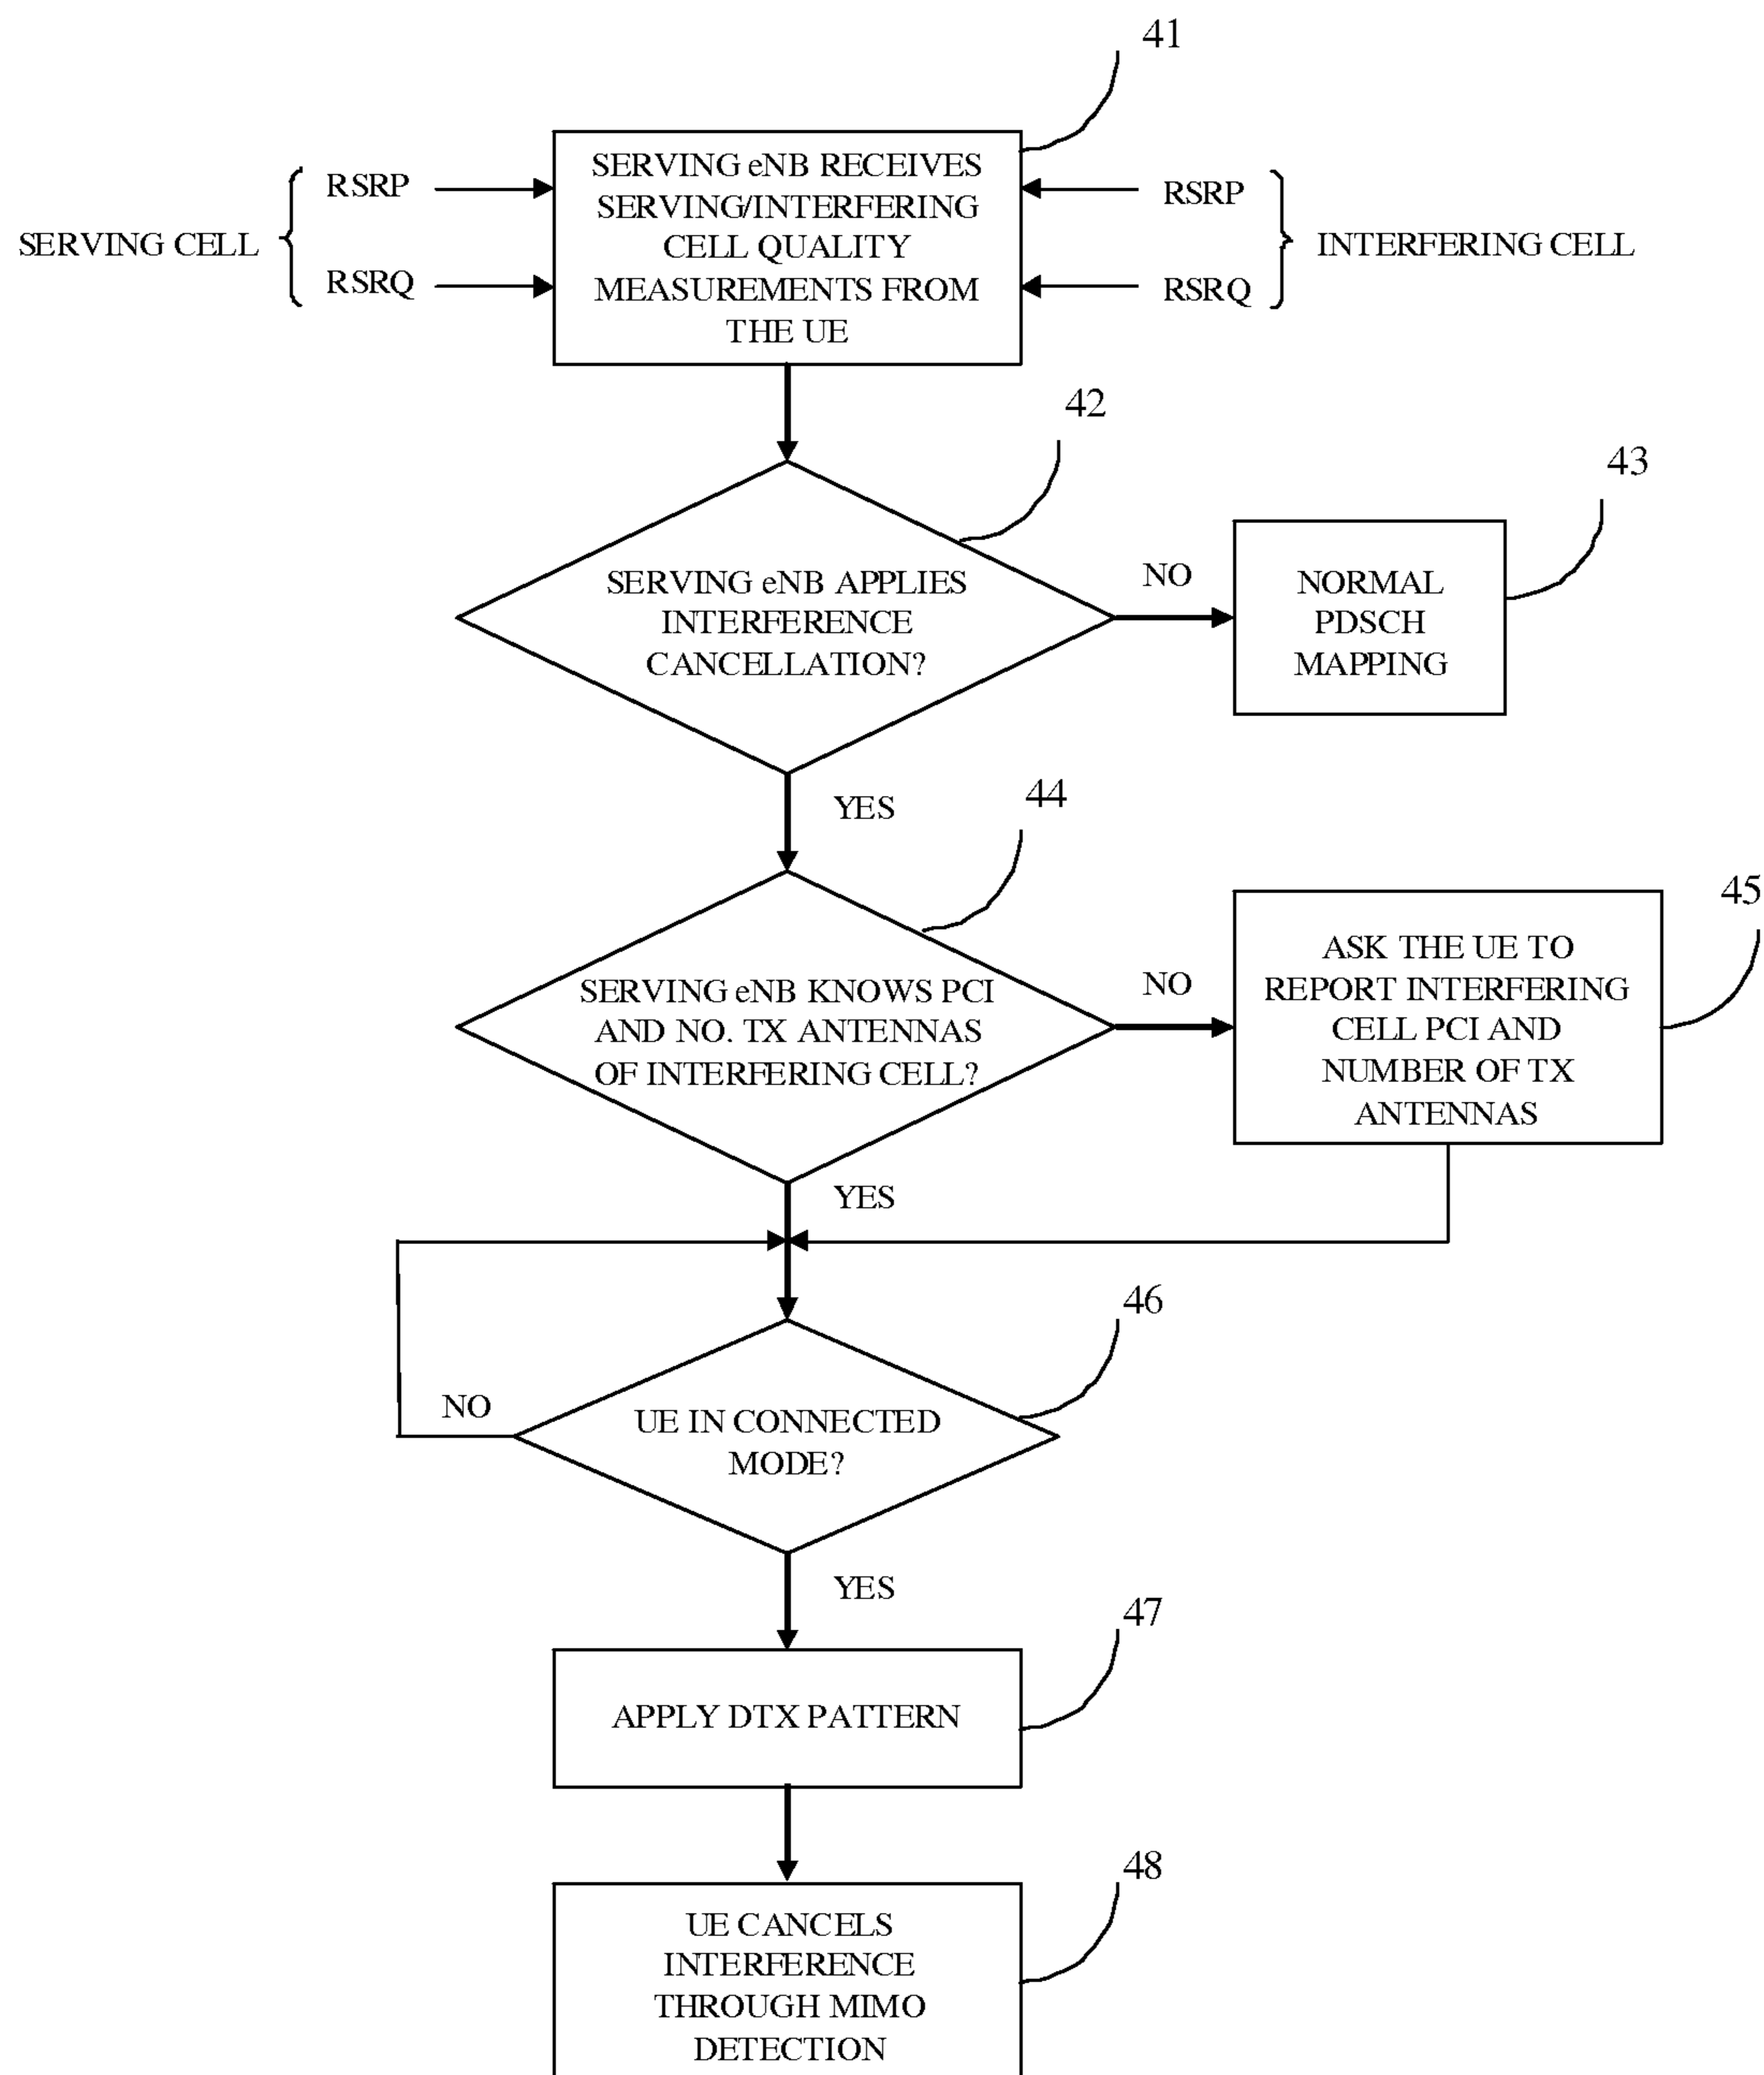 41
SERVING CELL
RSRP
RSRQ
SERVING eNB RECEIVES
SERVING/INTERFERING
CELL QUALITY
MEASUREMENTS FROM
THE UE
RSRP
RSRQ
INTERFERING CELL
42
SERVING eNB APPLIES
INTERFERENCE
CANCELLATION?
NO
43
NORMAL
PDSCH
MAPPING
YES
44
SERVING eNB KNOWS PCI
AND NO. TX ANTENNAS
OF INTERFERING CELL?
NO
45
ASK THE UE TO
REPORT INTERFERING
CELL PCI AND
NUMBER OF TX
ANTENNAS
YES
46
UE IN CONNECTED
MODE?
NO
YES
47
APPLY DTX PATTERN
48
UE CANCELS
INTERFERENCE
THROUGH MIMO
DETECTION